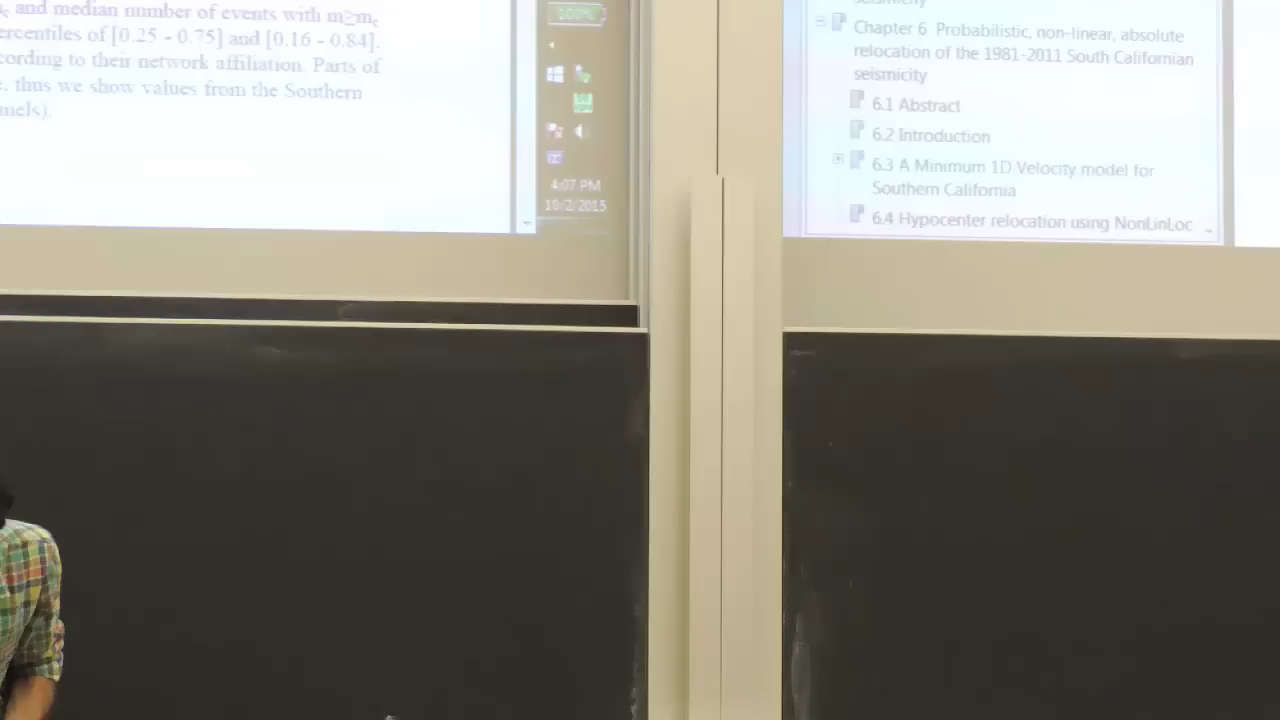 and median number of events with m≥mc
ercentiles of [0.25 - 0.75] and [0.16 - 0.84].
cording to their network affiliation. Parts of
. thus we show values from the Southern
nels).
100%
4:07 PM
10/2/2015
seismicity
Chapter 6 Probabilistic, non-linear, absolute
relocation of the 1981-2011 South Californian
seismicity
6.1 Abstract
6.2 Introduction
6.3 A Minimum 1D Velocity model for
Southern California
6.4 Hypocenter relocation using NonLinLoc